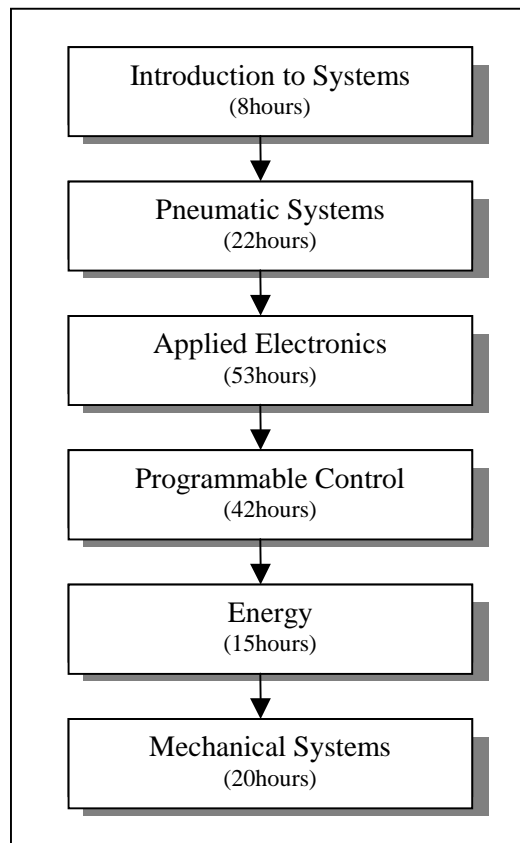 Introduction to Systems
(8hours)
Pneumatic Systems
(22hours)
Applied Electronics
(53hours)
Programmable Control
(42hours)
Energy
(15hours)
Mechanical Systems
(20hours)